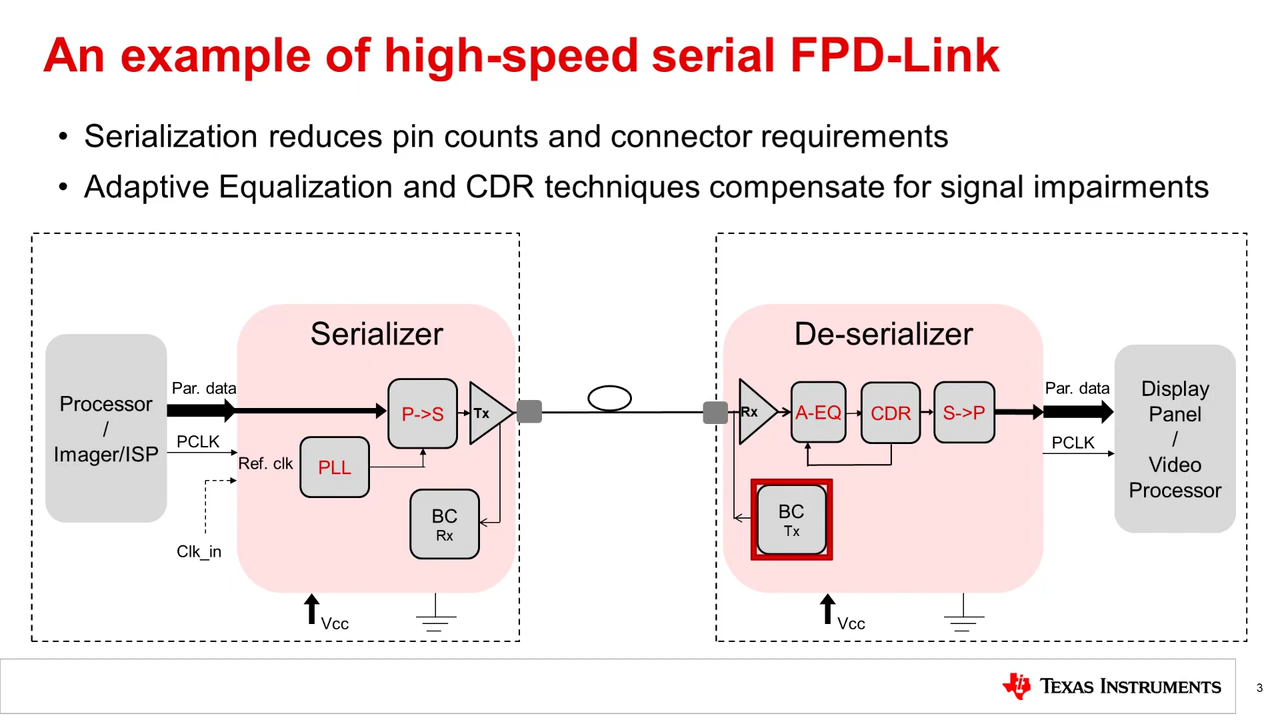 An example of high-speed serial FPD-Link
• Serialization reduces pin counts and connector requirements
• Adaptive Equalization and CDR techniques compensate for signal impairments
Serializer
Processor
/
Imager/ISP
Par. data
PCLK
Ref. clk
Clk_in
P->S
Tx
PLL
BC
Rx
Vcc
De-serializer
Rx
A-EQ
CDR
S->P
BC
Tx
Vcc
Par. data
PCLK
Display
Panel
/
Video
Processor
TEXAS INSTRUMENTS
3